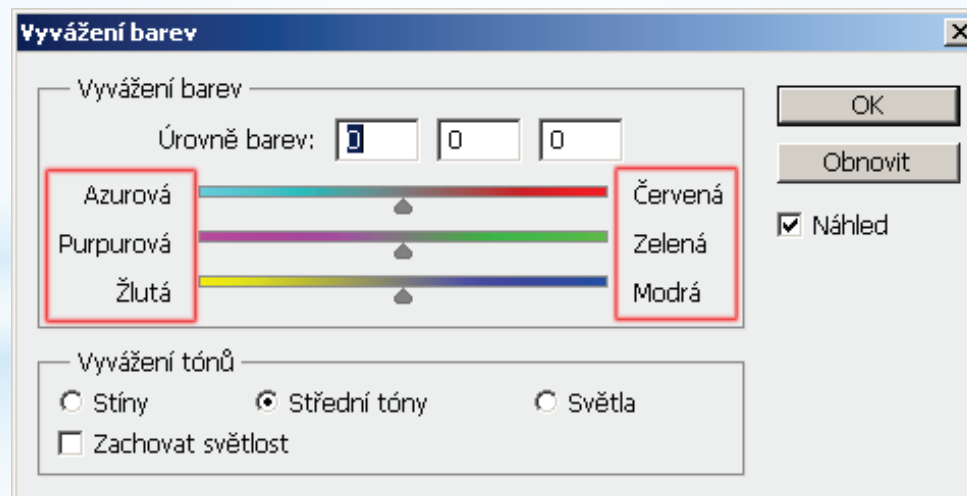 Vyvážení barev
Vyvážení barev
Úrovně barev: 0 0 0
Azurová Červená
Purpurová Zelená
Žlutá Modrá
OK
Obnovit
Náhled
Vyvážení tónů
Stíny Střední tóny Světla
Zachovat světlost